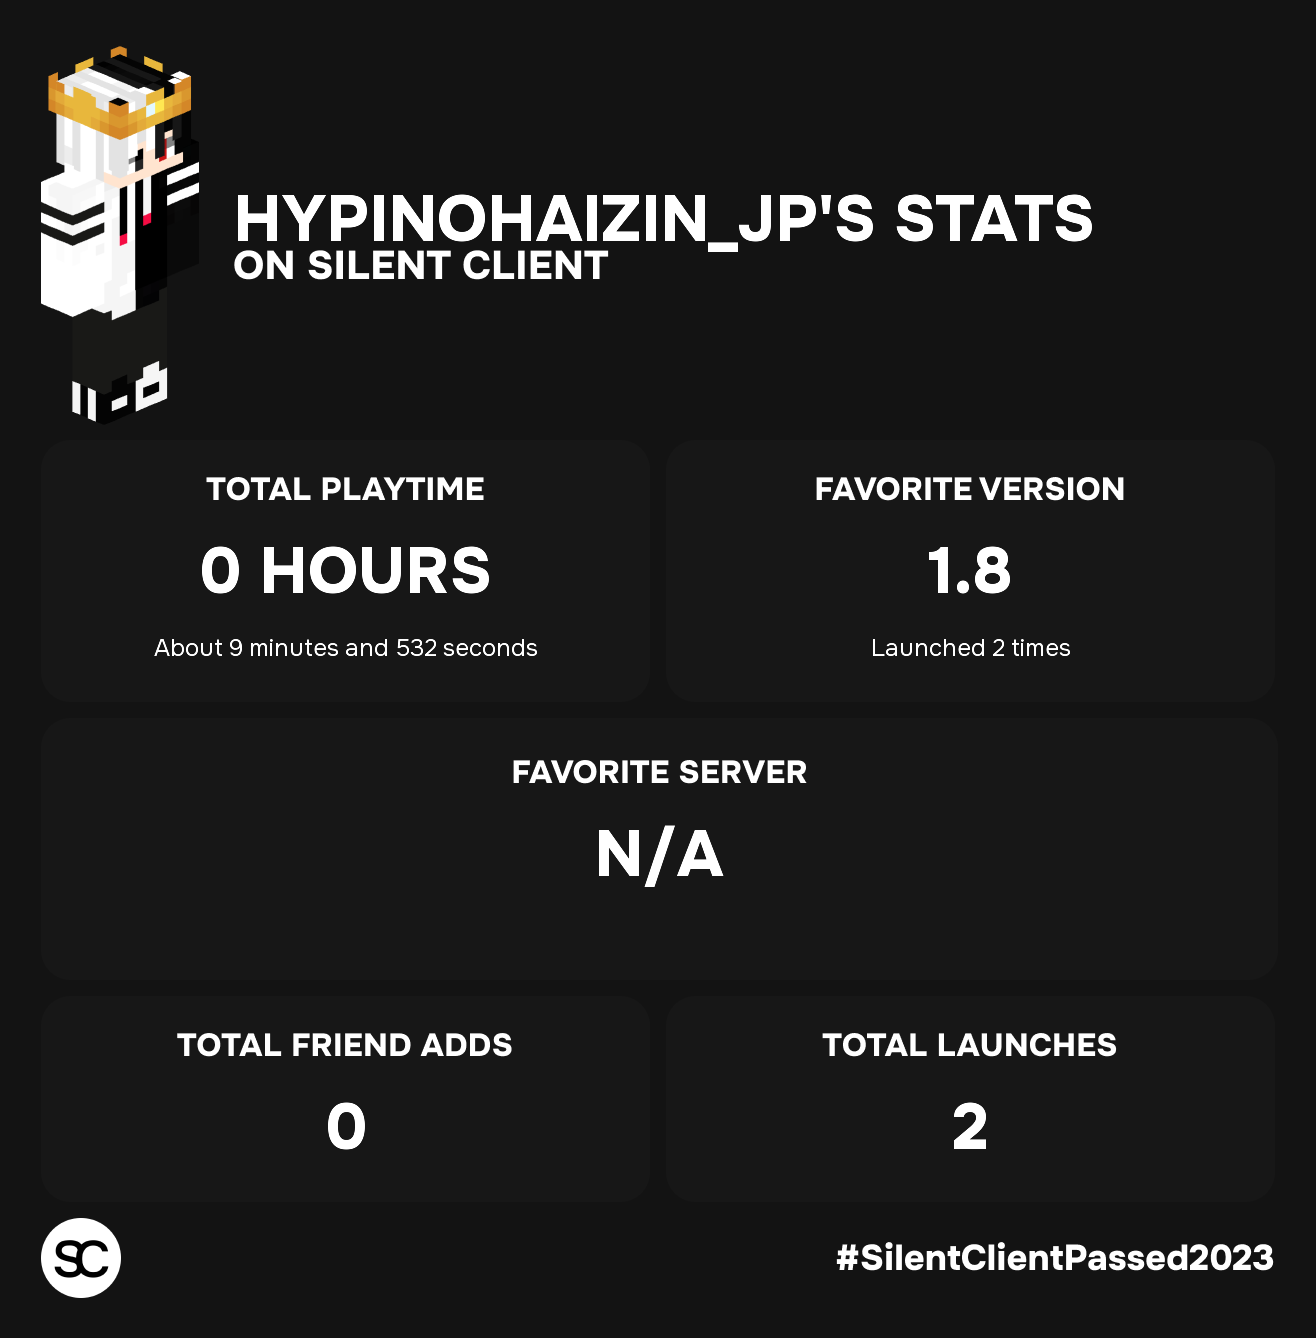 HYPINOHAIZIN_JP'S STATS
ON SILENT CLIENT
TOTAL PLAYTIME
0 HOURS
About 9 minutes and 532 seconds
FAVORITE VERSION
1.8
Launched 2 times
FAVORITE SERVER
N/A
TOTAL FRIEND ADDS
0
TOTAL LAUNCHES
2
SC
#SilentClientPassed2023